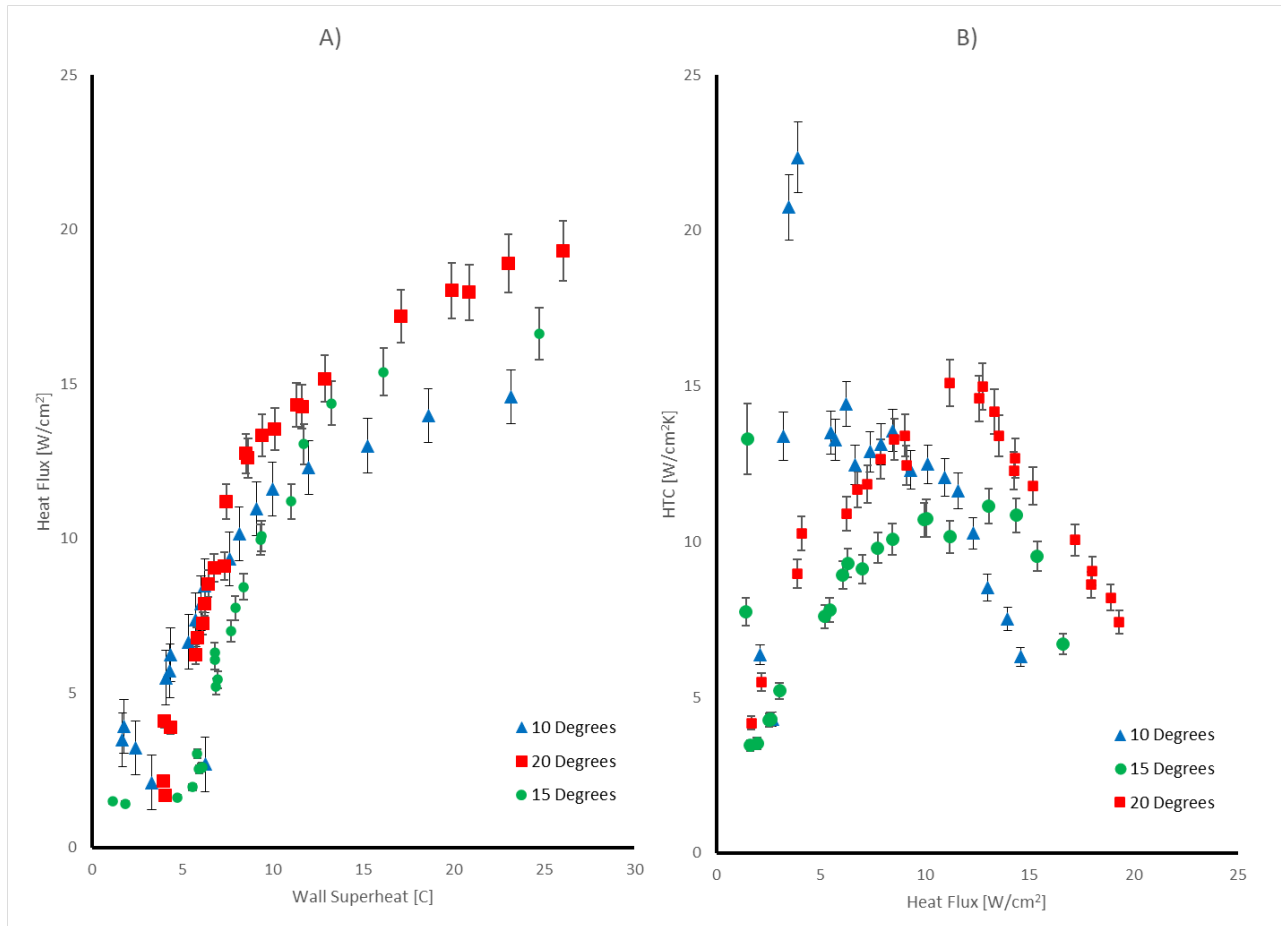 A)
25
20
15
10
5
0
Heat Flux [W/cm²]
0 5 10 15 20 25 30
Wall Superheat [C]
10 Degrees
20 Degrees
15 Degrees
B)
25
20
15
10
5
0
HTC [W/cm²K]
0 5 10 15 20 25
Heat Flux [W/cm²]
10 Degrees
15 Degrees
20 Degrees